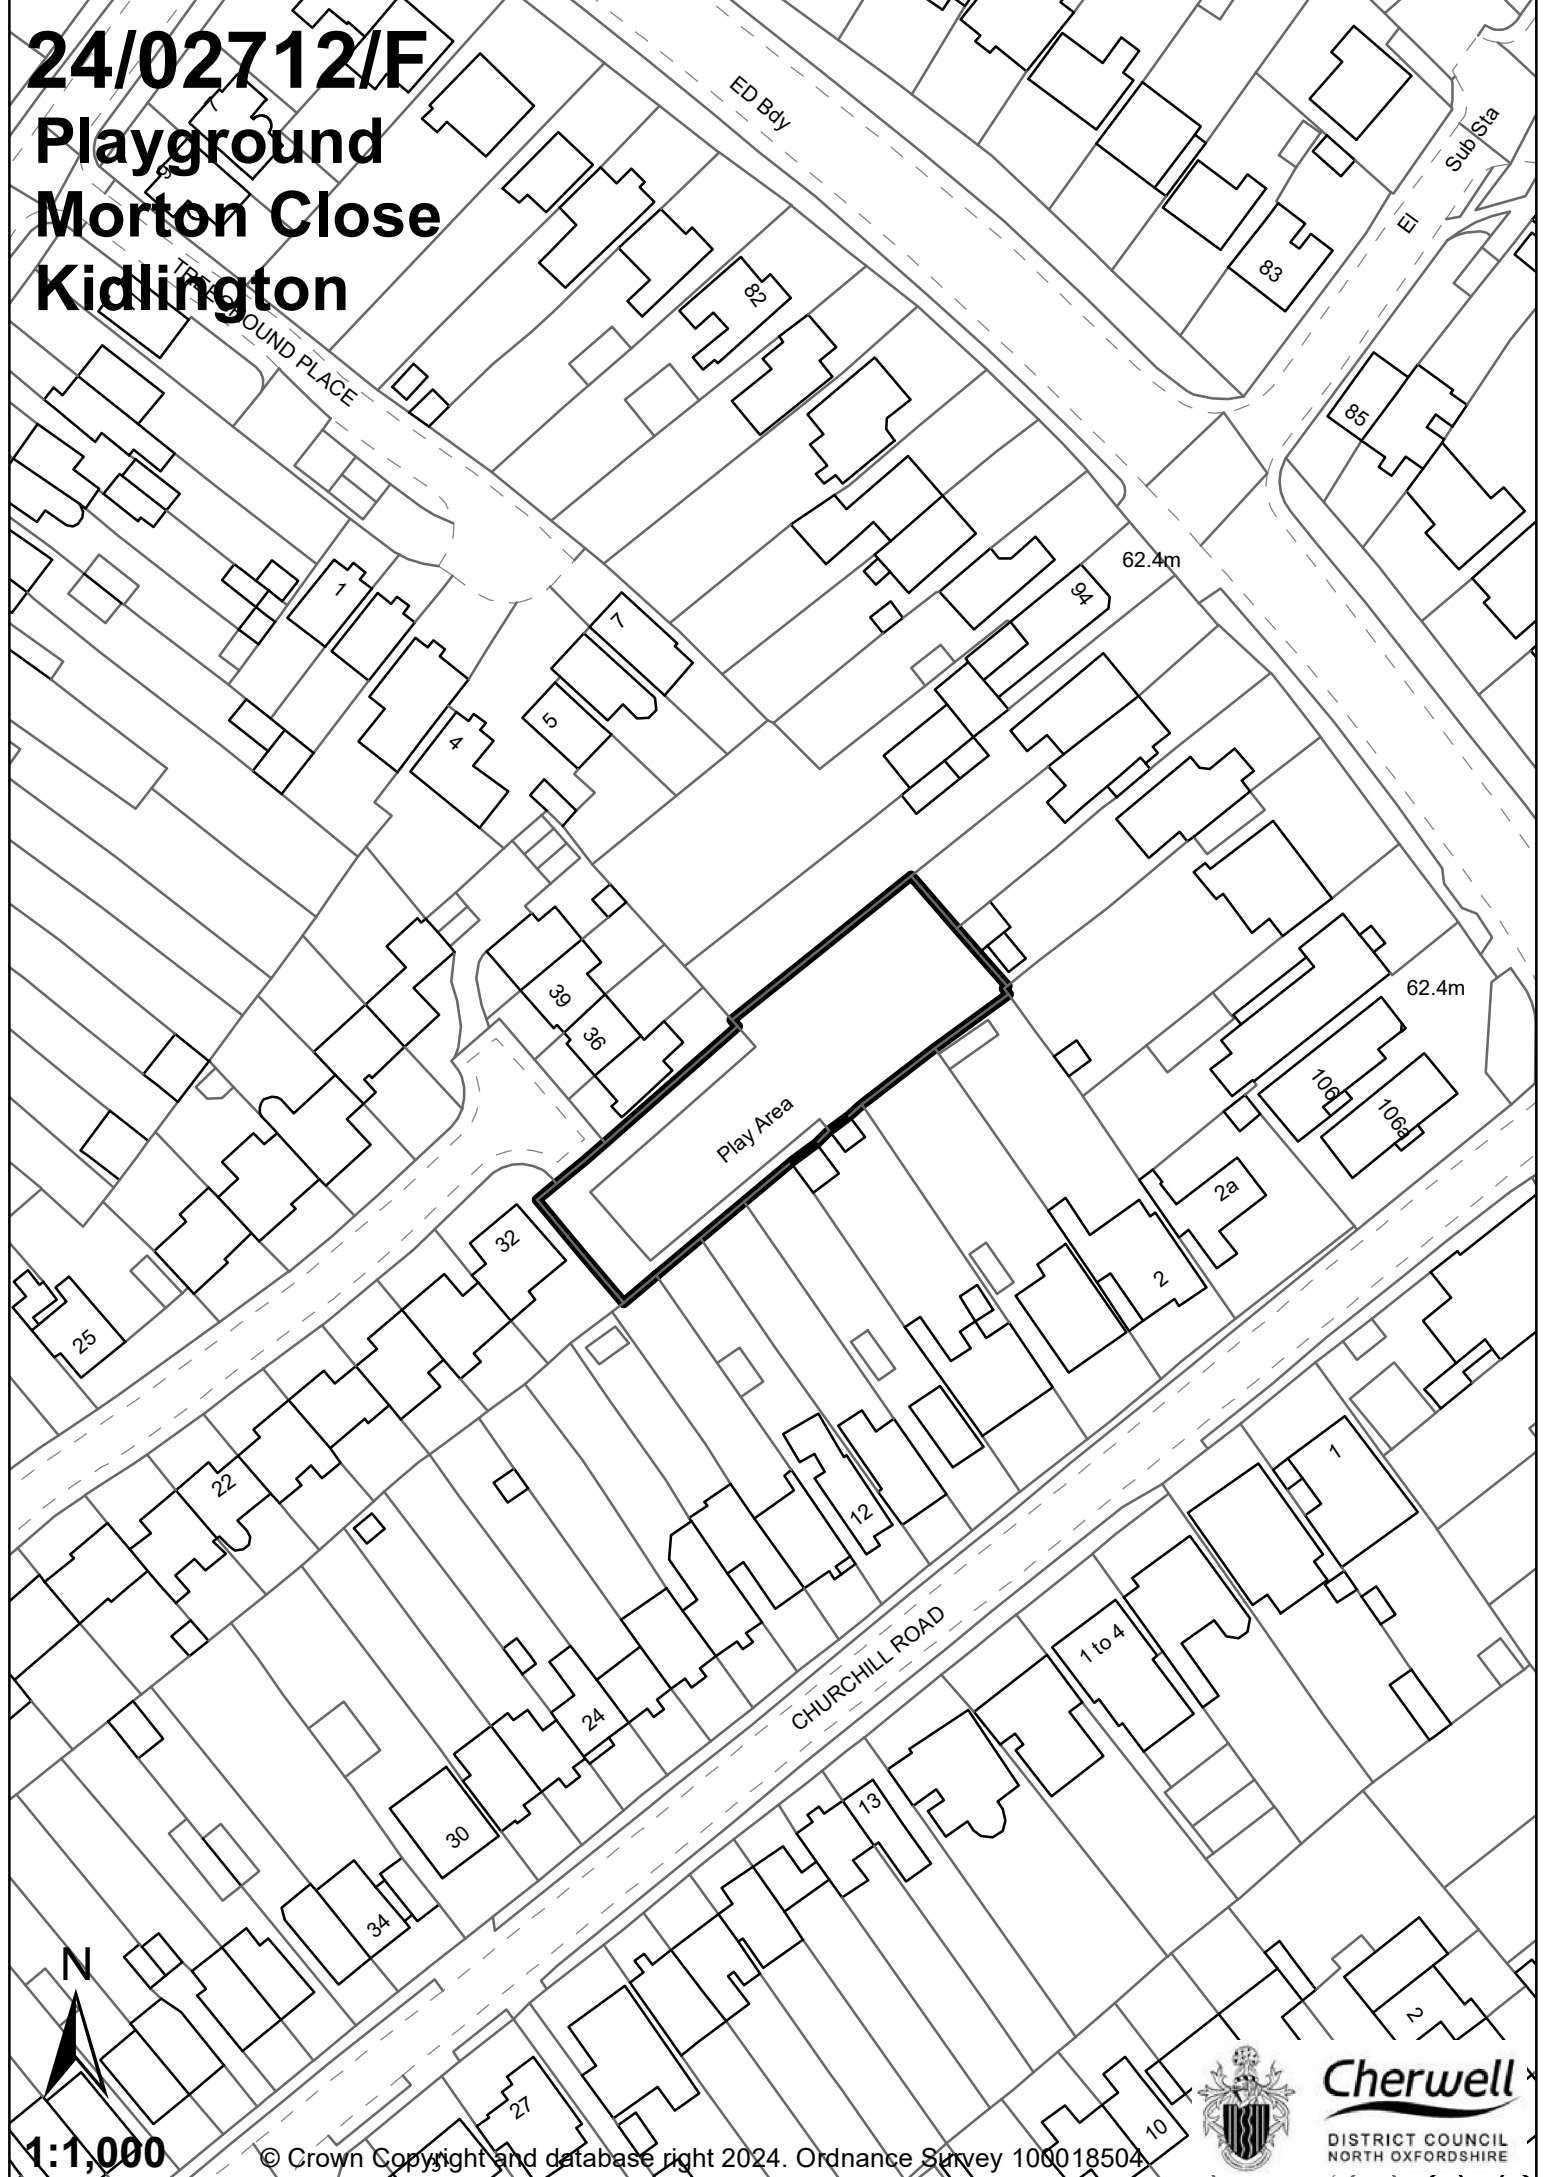 24/02712/F
Playground
Morton Close
Kidlington
ED Bdy
Sub Sta
El
83
82
85
62.4m
1
94
7
5
4
39
36
62.4m
Play Area
106
106a
2a
2
32
25
22
12
1
1 to 4
CHURCHILL ROAD
24
13
30
34
N
2
27
10
Cherwell
DISTRICT COUNCIL
NORTH OXFORDSHIRE
1:1,000
© Crown Copyright and database right 2024. Ordnance Survey 100018504